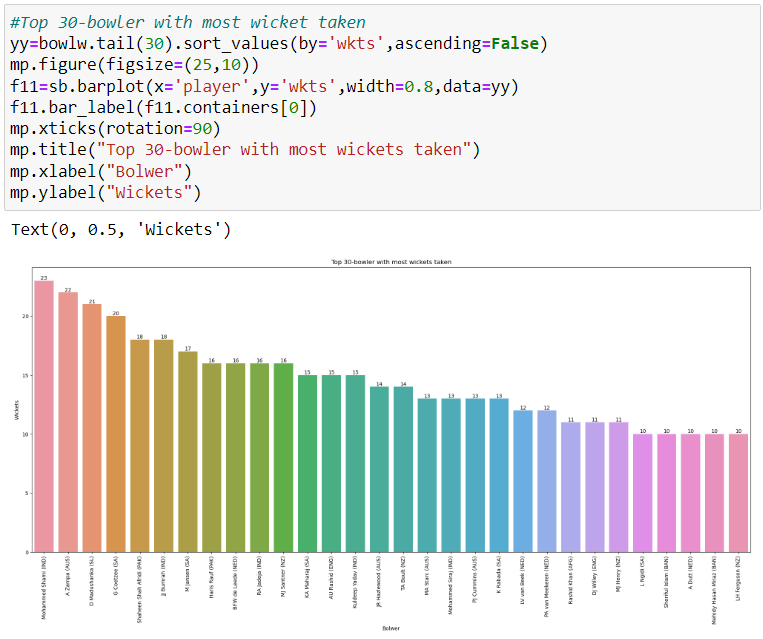 #Top 30-bowler with most wicket taken
yy=bowlw.tail(30).sort_values(by='wkts',ascending=False)
mp.figure(figsize=(25,10))
f11=sb.barplot(x='player',y='wkts',width=0.8,data=yy)
f11.bar_label(f11.containers[0])
mp.xticks(rotation=90)
mp.title("Top 30-bowler with most wickets taken")
mp.xlabel("Bolwer")
mp.ylabel("Wickets")
Text(0, 0.5, 'Wickets')
Top 30-bowler with most wickets taken
23
22
21
20
18
18
17
16
16
16
16
15
15
15
14
14
13
13
13
13
12
12
11
11
11
10
10
10
10
10
20
15
10
5
0
Wickets
Mohammed Shami (IND)
A Zampa (AUS)
D Madushanka (SL)
G Coetzee (SA)
Shaheen Shah Afridi (PAK)
JJ Bumrah (IND)
M Jansen (SA)
Haris Rauf (PAK)
BFW de Leede (NED)
RA Jadeja (IND)
MJ Santner (NZ)
KA Maharaj (SA)
AU Rashid (ENG)
Kuldeep Yadav (IND)
JR Hazlewood (AUS)
TA Boult (NZ)
MA Starc (AUS)
Mohammed Siraj (IND)
PJ Cummins (AUS)
K Rabada (SA)
LV van Beek (NED)
PA van Meekeren (NED)
Rashid Khan (AFG)
DJ Willey (ENG)
MJ Henry (NZ)
L Ngidi (SA)
Shoriful Islam (BAN)
A Dutt (NED)
Mehidy Hasan Miraz (BAN)
LH Ferguson (NZ)
Bolwer